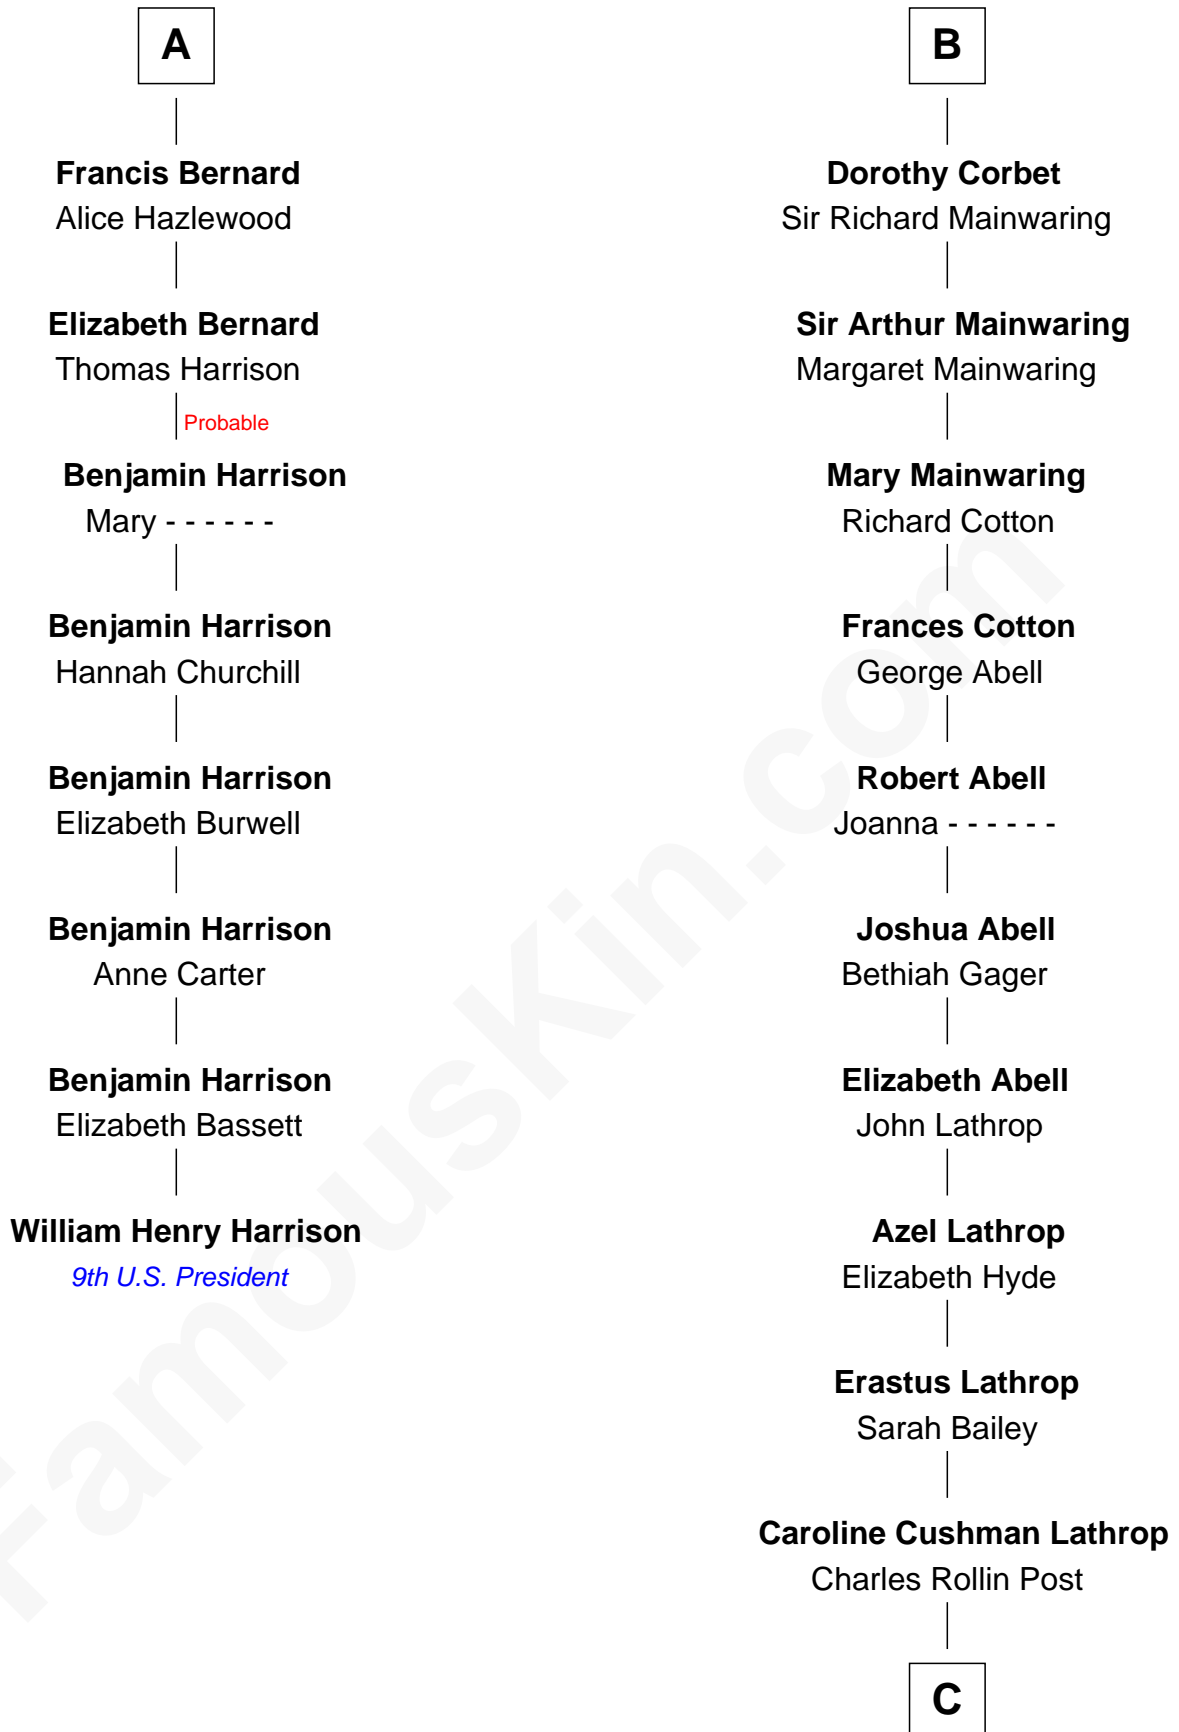 A
Francis Bernard
Alice Hazlewood
Elizabeth Bernard
Thomas Harrison
Probable
Benjamin Harrison
Mary - - - - - -
Benjamin Harrison
Hannah Churchill
Benjamin Harrison
Elizabeth Burwell
Benjamin Harrison
Anne Carter
Benjamin Harrison
Elizabeth Bassett
William Henry Harrison
9th U.S. President
B
Dorothy Corbet
Sir Richard Mainwaring
Sir Arthur Mainwaring
Margaret Mainwaring
Mary Mainwaring
Richard Cotton
Frances Cotton
George Abell
Robert Abell
Joanna - - - - - -
Joshua Abell
Bethiah Gager
Elizabeth Abell
John Lathrop
Azel Lathrop
Elizabeth Hyde
Erastus Lathrop
Sarah Bailey
Caroline Cushman Lathrop
Charles Rollin Post
C
FamousKin.com